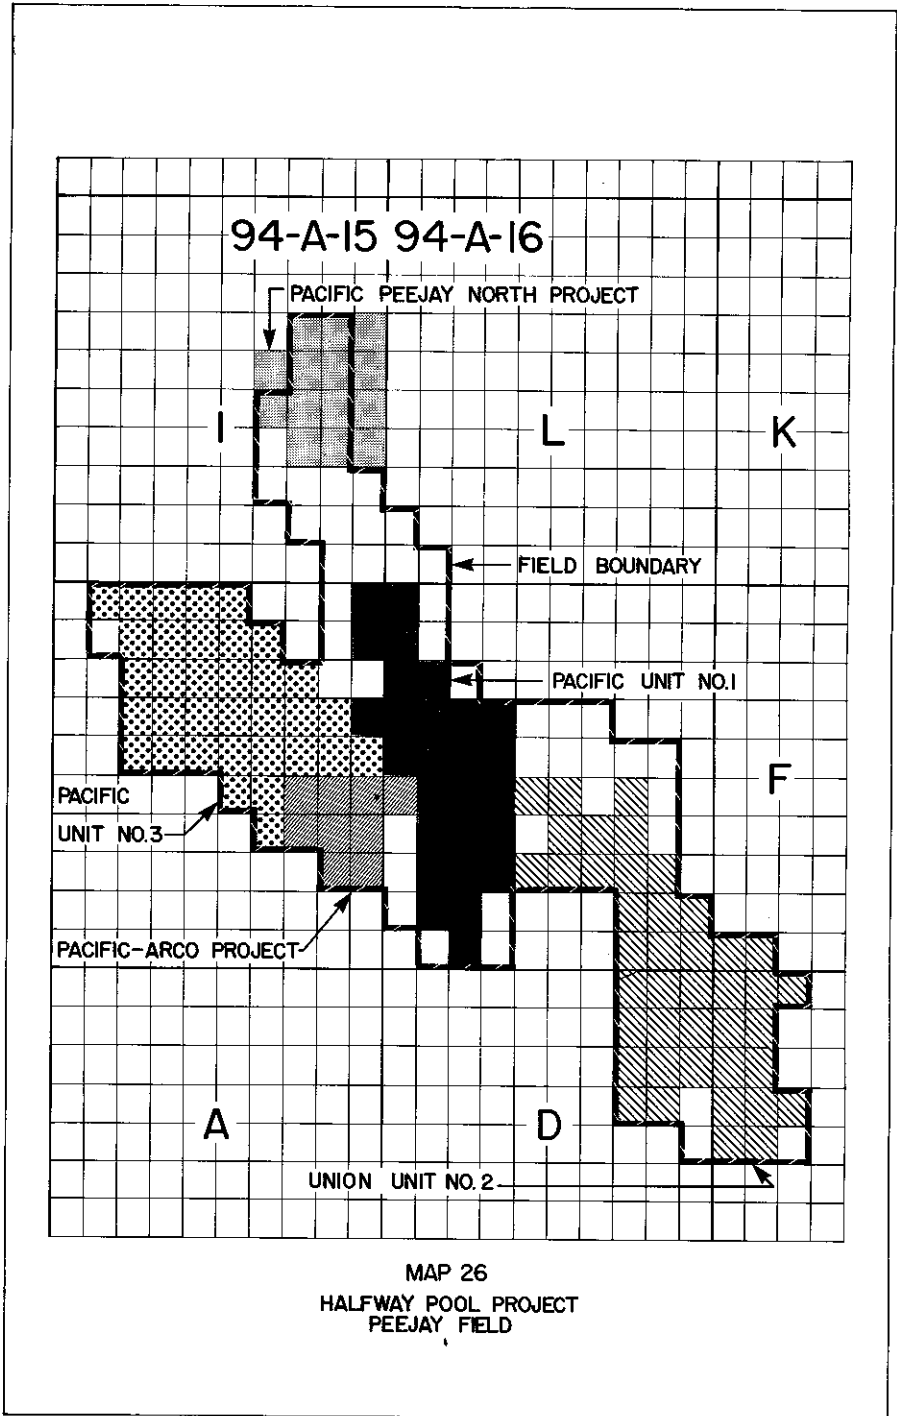 94-A-15 94-A-16
PACIFIC PEEJAY NORTH PROJECT
I
L
K
FIELD BOUNDARY
PACIFIC UNIT NO.1
F
PACIFIC
UNIT NO.3
PACIFIC-ARCO PROJECT
A
D
UNION UNIT NO.2
MAP 26
HALFWAY POOL PROJECT
PEEJAY FIELD